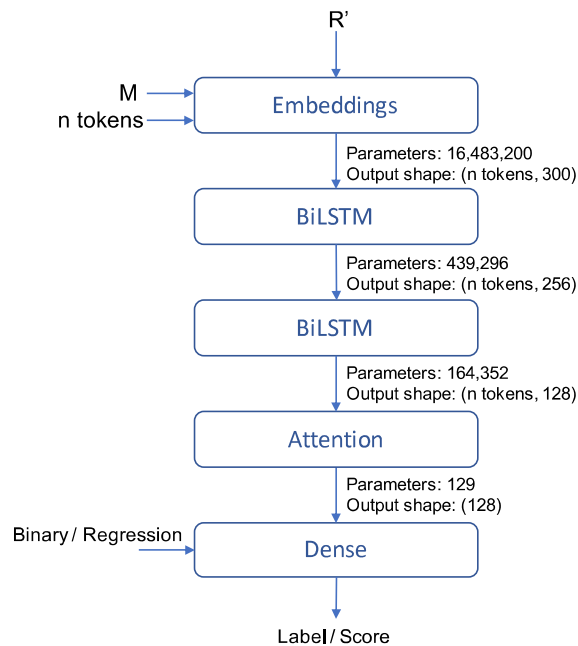 R’
M
n tokens
Embeddings
Parameters: 16,483,200
Output shape: (n tokens, 300)
BiLSTM
Parameters: 439,296
Output shape: (n tokens, 256)
BiLSTM
Parameters: 164,352
Output shape: (n tokens, 128)
Attention
Parameters: 129
Output shape: (128)
Binary / Regression
Dense
Label / Score